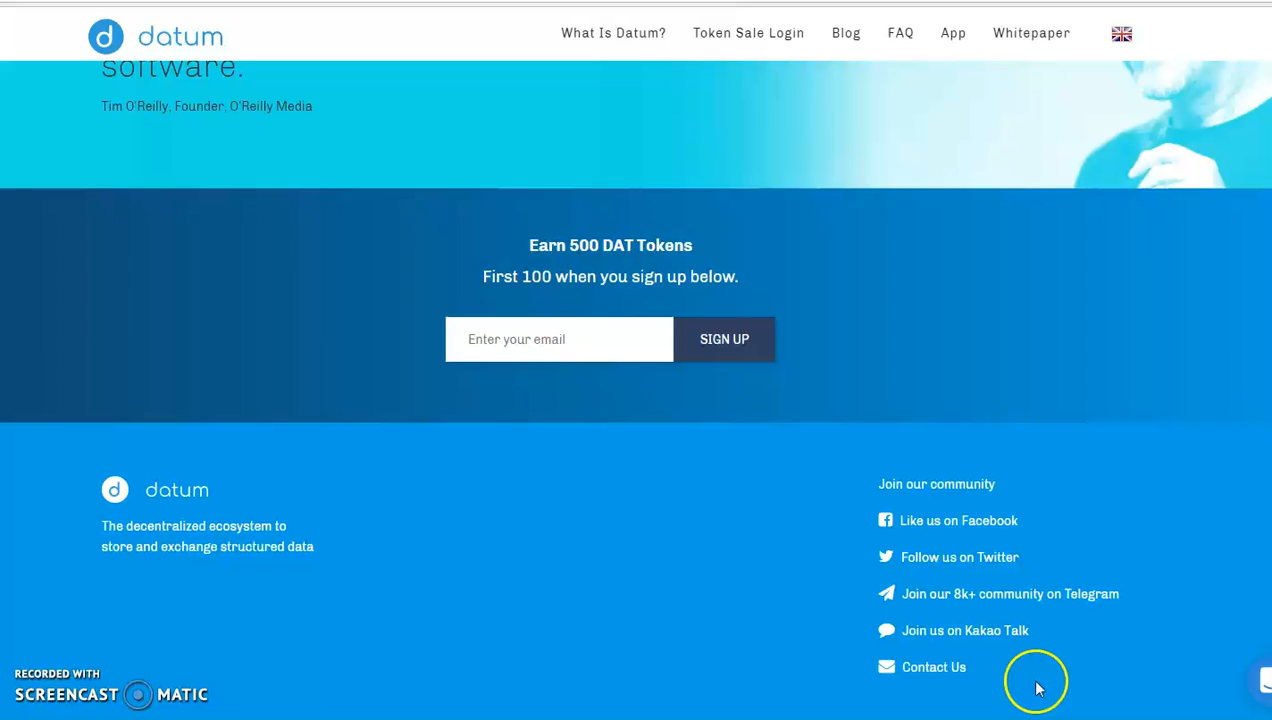 datum
What Is Datum?
Token Sale Login
Blog
FAQ
App
Whitepaper
software.
Tim O'Reilly, Founder, O'Reilly Media
Earn 500 DAT Tokens
First 100 when you sign up below.
Enter your email
SIGN UP
datum
The decentralized ecosystem to
store and exchange structured data
Join our community
Like us on Facebook
Follow us on Twitter
Join our 8k+ community on Telegram
Join us on Kakao Talk
Contact Us
RECORDED WITH
SCREENCAST MATIC